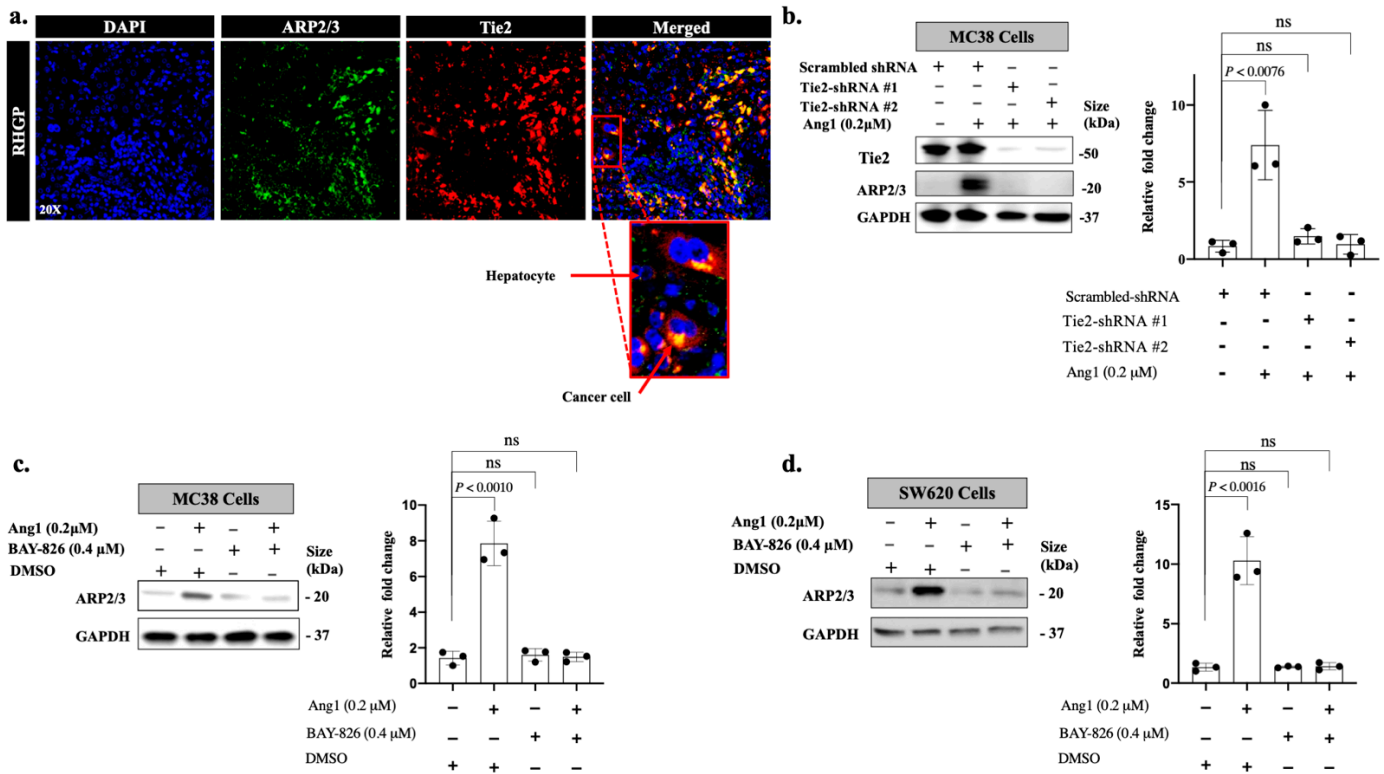 a.
DAPI ARP2/3 Tie2 Merged
RHGP
20X
Hepatocyte
Cancer cell
b.
MC38 Cells
Scrambled shRNA + + – –
Tie2-shRNA #1 – – + –
Tie2-shRNA #2 – – – +
Ang1 (0.2µM) – + + +
Size
(kDa)
Tie2 -50
ARP2/3 -20
GAPDH -37
ns
ns
P < 0.0076
Relative fold change
10
5
0
Scrambled-shRNA + + - -
Tie2-shRNA #1 - - + -
Tie2-shRNA #2 - - - +
Ang1 (0.2 µM) - + + +
c.
MC38 Cells
Ang1 (0.2µM) – + – +
BAY-826 (0.4 µM) – – + +
DMSO + + – –
Size
(kDa)
ARP2/3 - 20
GAPDH - 37
ns
ns
P < 0.0010
Relative fold change
10
8
6
4
2
0
Ang1 (0.2 µM) – + – +
BAY-826 (0.4 µM) – – + +
DMSO + + – –
d.
SW620 Cells
Ang1 (0.2µM) – + – +
BAY-826 (0.4 µM) – – + +
DMSO + + – –
Size
(kDa)
ARP2/3 - 20
GAPDH - 37
ns
ns
P < 0.0016
Relative fold change
15
10
5
0
Ang1 (0.2 µM) – + – +
BAY-826 (0.4 µM) – – + +
DMSO + + – –